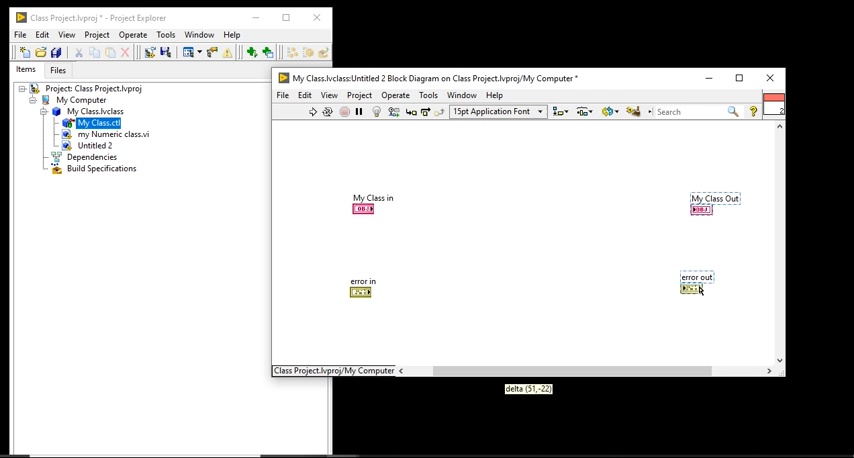 Class Project.lvproj * - Project Explorer
File Edit View Project Operate Tools Window Help
Items Files
Project: Class Project.lvproj
My Computer
My Class.lvclass
My Class.ctl
my Numeric class.vi
Untitled 2
Dependencies
Build Specifications
My Class.lvclass:Untitled 2 Block Diagram on Class Project.lvproj/My Computer *
File Edit View Project Operate Tools Window Help
15pt Application Font Search
2
My Class in
OBJ
My Class Out
OBJ
error in
error out
Class Project.lvproj/My Computer
delta (51,-22)